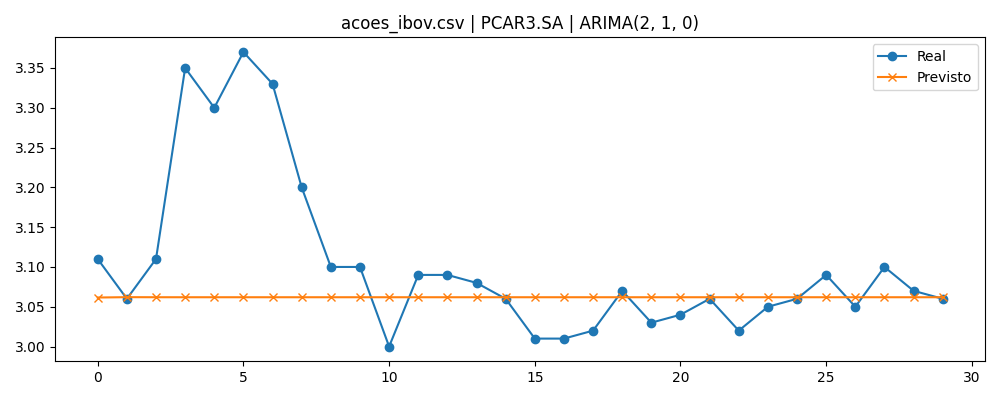 acoes_ibov.csv | PCAR3.SA | ARIMA(2, 1, 0)
Real
Previsto
3.35
3.30
3.25
3.20
3.15
3.10
3.05
3.00
0 5 10 15 20 25 30